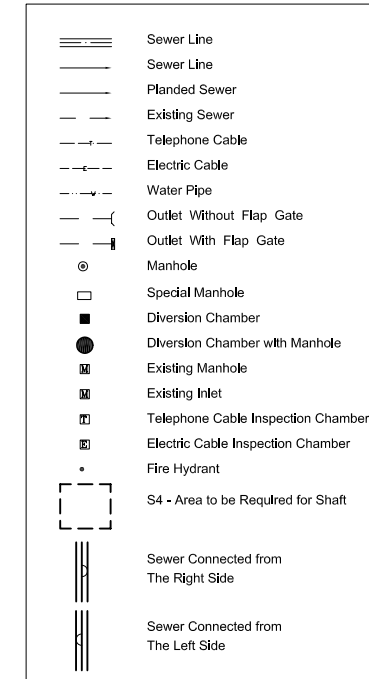 Sewer Line
Sewer Line
Planded Sewer
Existing Sewer
T Telephone Cable
E Electric Cable
W Water Pipe
Outlet Without Flap Gate
Outlet With Flap Gate
Manhole
Special Manhole
Diversion Chamber
Diversion Chamber with Manhole
M Existing Manhole
M Existing Inlet
T Telephone Cable Inspection Chamber
E Electric Cable Inspection Chamber
Fire Hydrant
S4 - Area to be Required for Shaft
Sewer Connected from
The Right Side
Sewer Connected from
The Left Side